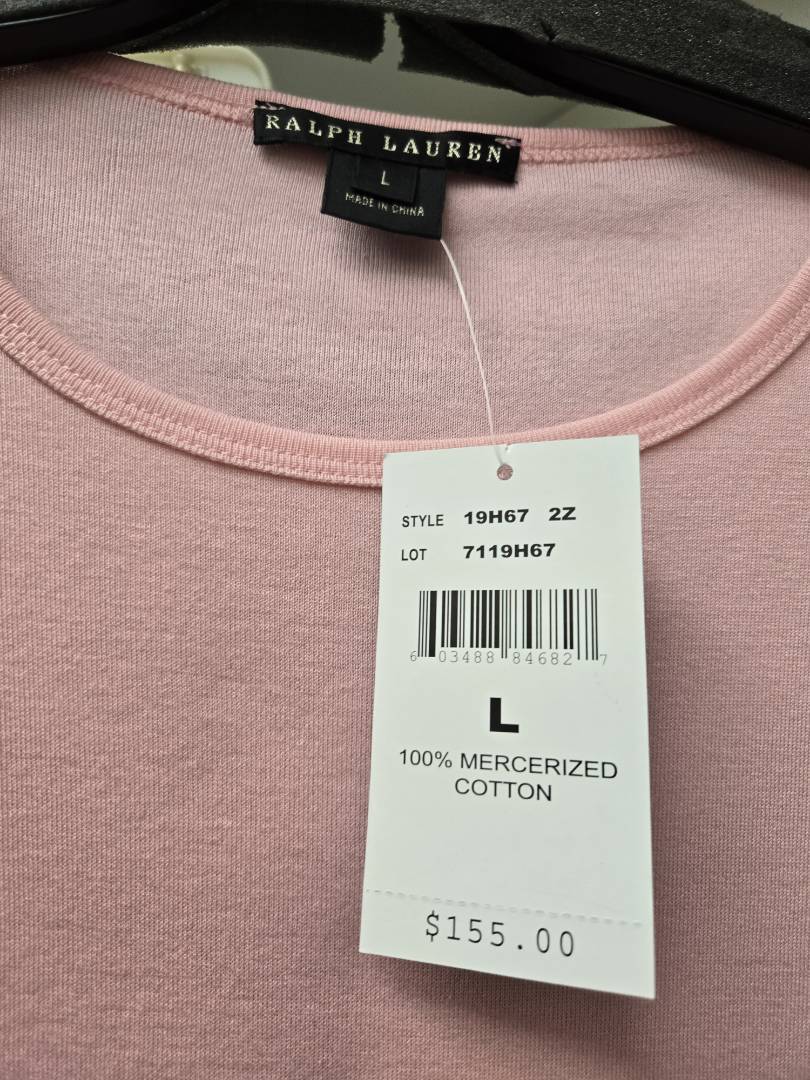 RALPH LAUREN
L
MADE IN CHINA
STYLE 19H67 2Z
LOT 7119H67
6 03488 84682 7
L
100% MERCERIZED
COTTON
$155.00